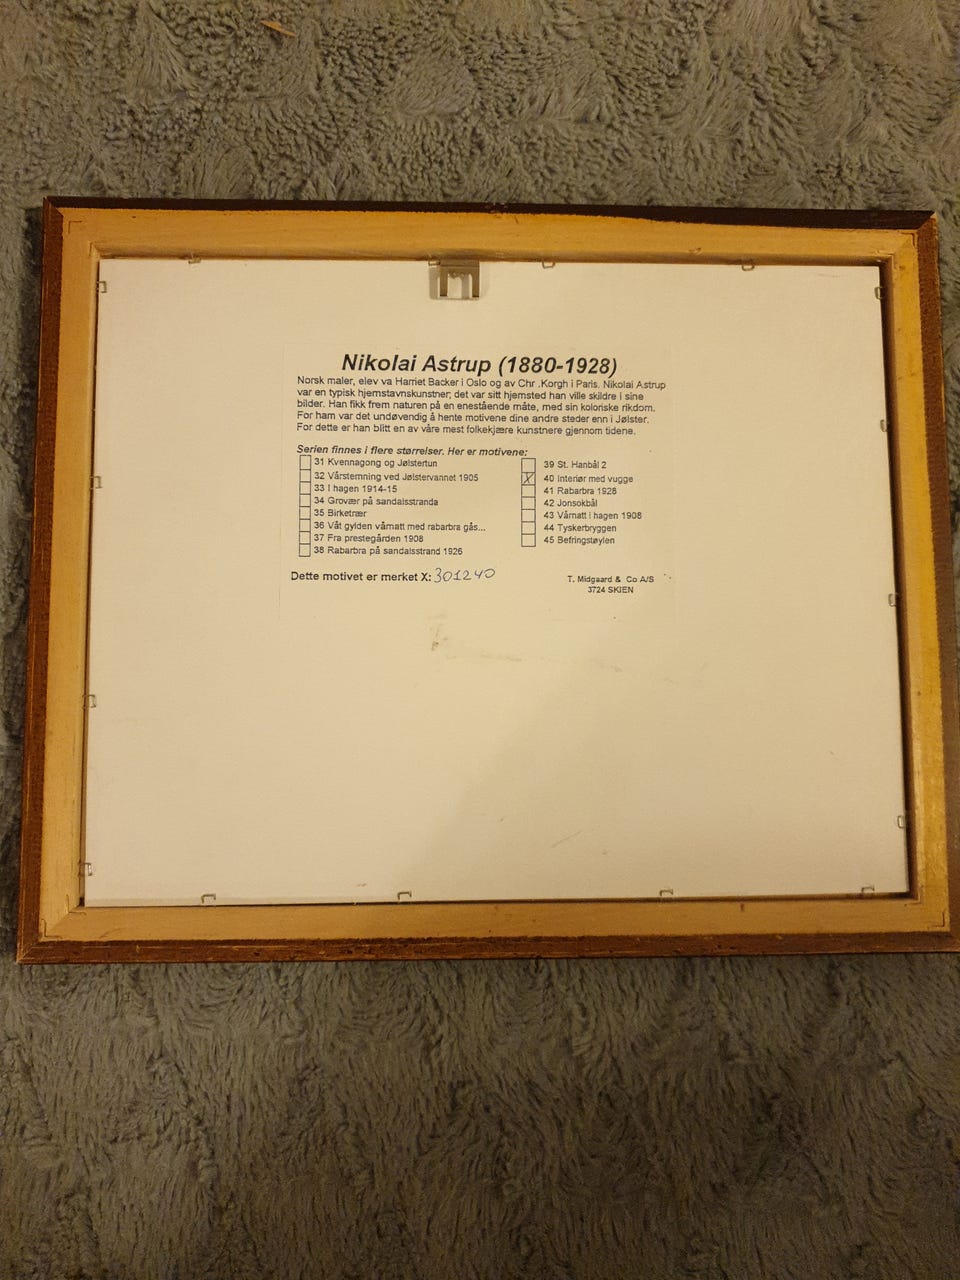 Nikolai Astrup (1880-1928)
Norsk maler, elev va Harriet Backer i Oslo og av Chr .Korgh i Paris. Nikolai Astrup
var en typisk hjemstavnskunstner; det var sitt hjemsted han ville skildre i sine
bilder. Han fikk frem naturen på en enestående måte, med sin koloriske rikdom.
For ham var det undøvendig å hente motivene dine andre steder enn i Jølster.
For dette er han blitt en av våre mest folkekjære kunstnere gjennom tidene.
Serien finnes i flere størrelser. Her er motivene;
31 Kvennagong og Jølstertun
32 Vårstemning ved Jølstervannet 1905
33 I hagen 1914-15
34 Grovær på sandalsstranda
35 Birketrær
36 Våt gylden vårnatt med rabarbra gås...
37 Fra prestegården 1908
38 Rabarbra på sandalsstrand 1926
39 St. Hanbål 2
X 40 Interiør med vugge
41 Rabarbra 1928
42 Jonsokbål
43 Vårnatt i hagen 1908
44 Tyskerbryggen
45 Befringstøylen
Dette motivet er merket X: 301240
T. Midgaard & Co A/S
3724 SKIEN